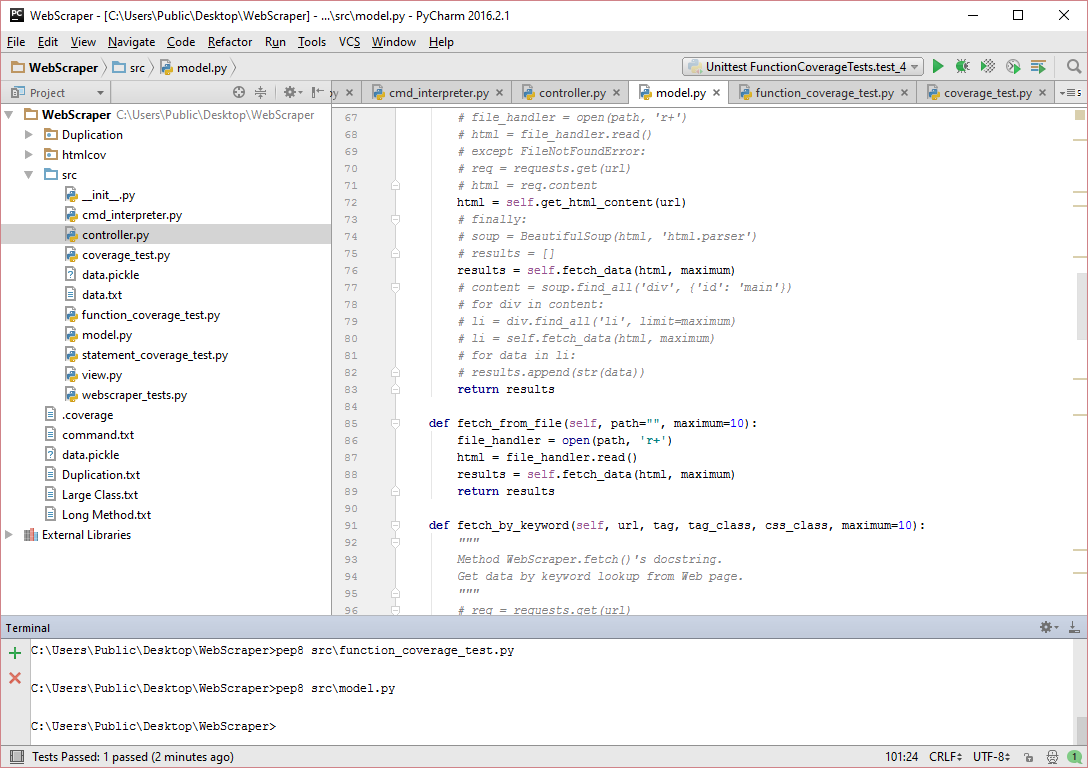 WebScraper - [C:\Users\Public\Desktop\WebScraper] - ...\src\model.py - PyCharm 2016.2.1
File Edit View Navigate Code Refactor Run Tools VCS Window Help
WebScraper src model.py Unittest FunctionCoverageTests.test_4
Project py cmd_interpreter.py controller.py model.py function_coverage_test.py coverage_test.py 5
WebScraper C:\Users\Public\Desktop\WebScraper
Duplication
htmlcov
src
__init__.py
cmd_interpreter.py
controller.py
coverage_test.py
data.pickle
data.txt
function_coverage_test.py
model.py
statement_coverage_test.py
view.py
webscraper_tests.py
.coverage
command.txt
data.pickle
Duplication.txt
Large Class.txt
Long Method.txt
External Libraries
67 # file_handler = open(path, 'r+')
68 # html = file_handler.read()
69 # except FileNotFoundError:
70 # req = requests.get(url)
71 # html = req.content
72 html = self.get_html_content(url)
73 # finally:
74 # soup = BeautifulSoup(html, 'html.parser')
75 # results = []
76 results = self.fetch_data(html, maximum)
77 # content = soup.find_all('div', {'id': 'main'})
78 # for div in content:
79 # li = div.find_all('li', limit=maximum)
80 # li = self.fetch_data(html, maximum)
81 # for data in li:
82 # results.append(str(data))
83 return results
84
85 def fetch_from_file(self, path="", maximum=10):
86 file_handler = open(path, 'r+')
87 html = file_handler.read()
88 results = self.fetch_data(html, maximum)
89 return results
90
91 def fetch_by_keyword(self, url, tag, tag_class, css_class, maximum=10):
92 """
93 Method WebScraper.fetch()'s docstring.
94 Get data by keyword lookup from Web page.
95 """
96 # req = requests.get(url)
Terminal
C:\Users\Public\Desktop\WebScraper>pep8 src\function_coverage_test.py
C:\Users\Public\Desktop\WebScraper>pep8 src\model.py
C:\Users\Public\Desktop\WebScraper>
Tests Passed: 1 passed (2 minutes ago) 101:24 CRLF UTF-8 1